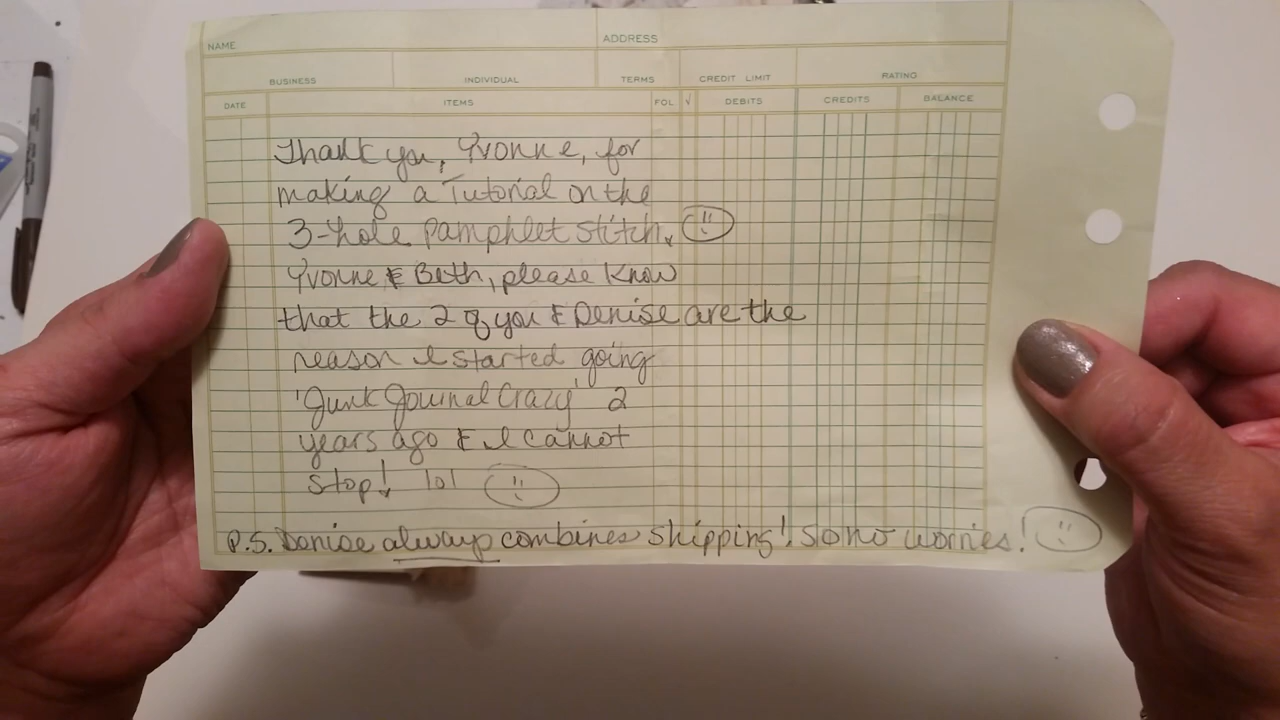 NAME ADDRESS
BUSINESS INDIVIDUAL TERMS CREDIT LIMIT RATING
DATE ITEMS FOL √ DEBITS CREDITS BALANCE
Thank you, Yvonne, for
making a Tutorial on the
3-hole Pamphlet Stitch.
Yvonne & Beth, please know
that the 2 of you & Denise are the
reason I started going
'Junk Journal Crazy' 2
years ago & I cannot
stop! lol
P.S. Denise always combines shipping! So no worries!